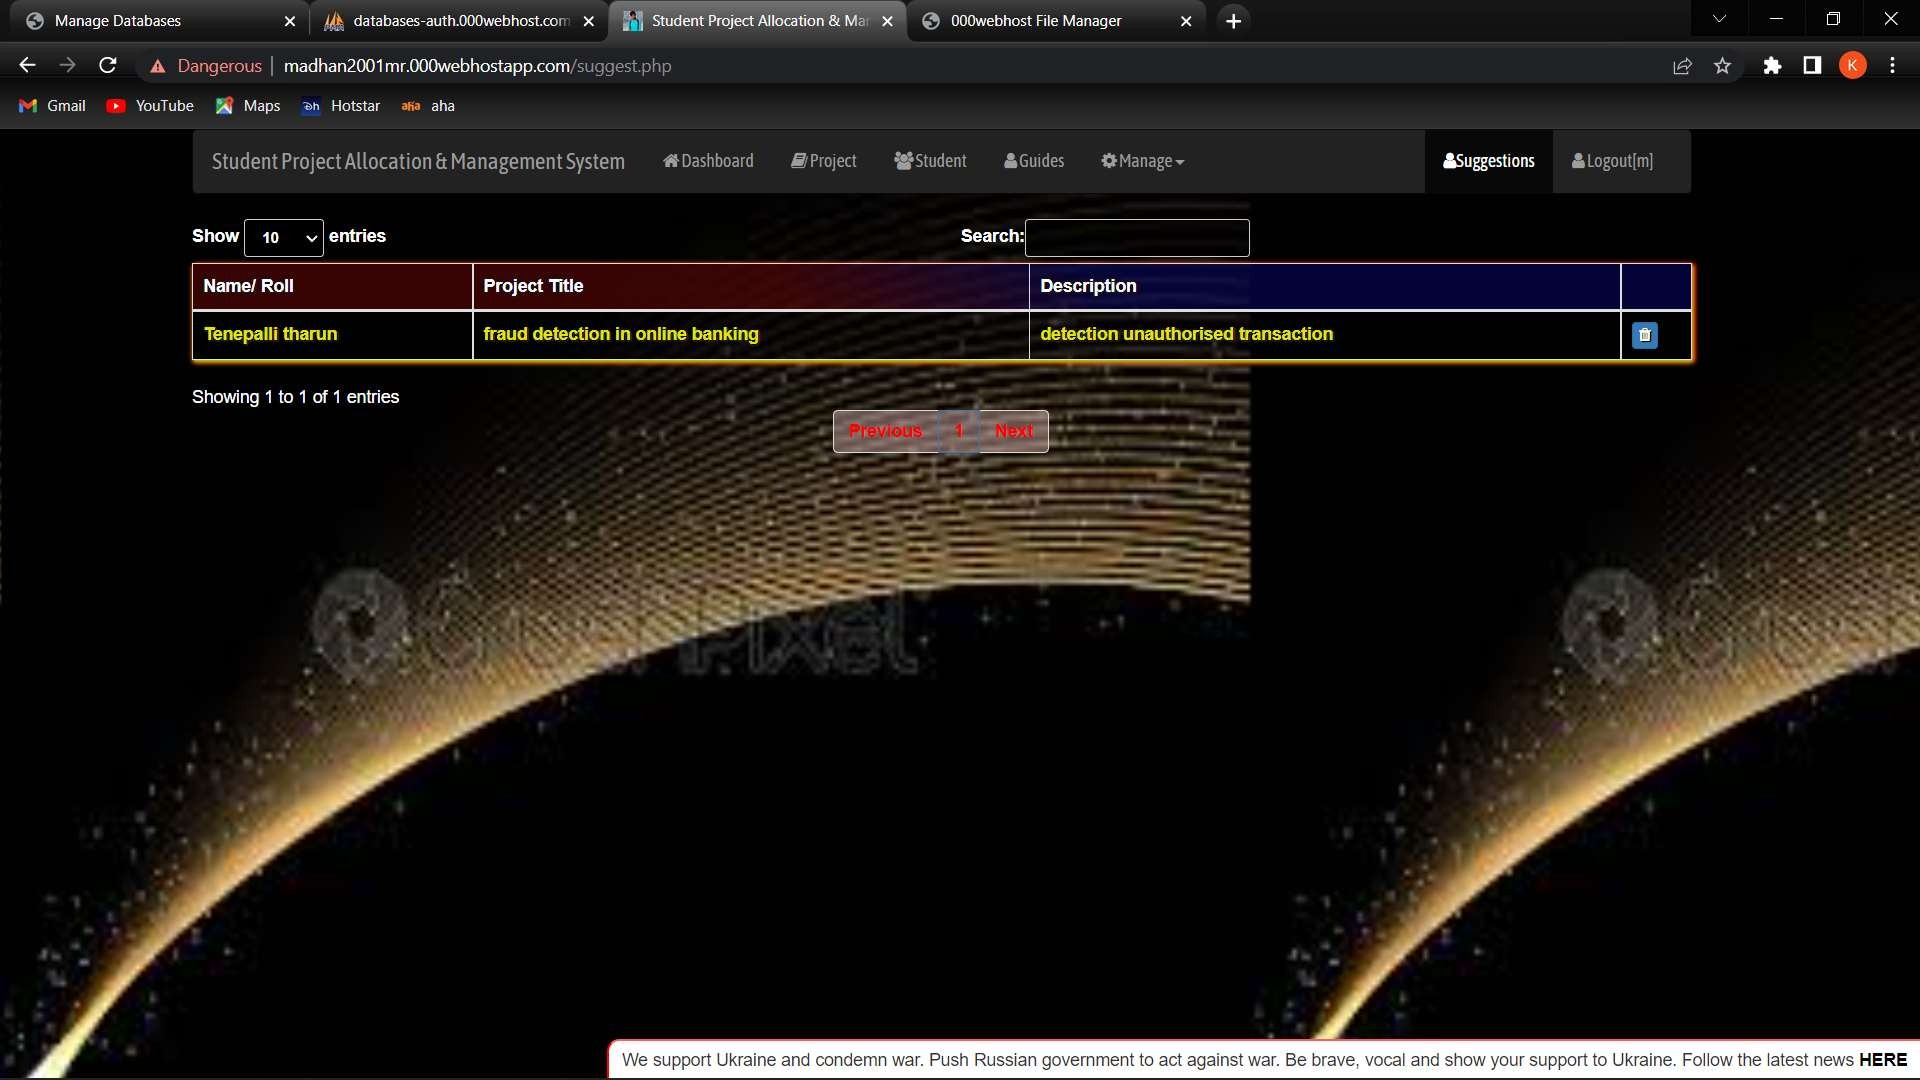 Manage Databases
databases-auth.000webhost.com
Student Project Allocation & Ma
000webhost File Manager
Dangerous madhan2001mr.000webhostapp.com/suggest.php
K
Gmail YouTube Maps Hotstar aha
Student Project Allocation & Management System Dashboard Project Student Guides Manage Suggestions Logout[m]
Show 10 entries Search:
Name/ Roll Project Title Description
Tenepalli tharun fraud detection in online banking detection unauthorised transaction
Showing 1 to 1 of 1 entries
Previous 1 Next
We support Ukraine and condemn war. Push Russian government to act against war. Be brave, vocal and show your support to Ukraine. Follow the latest news HERE